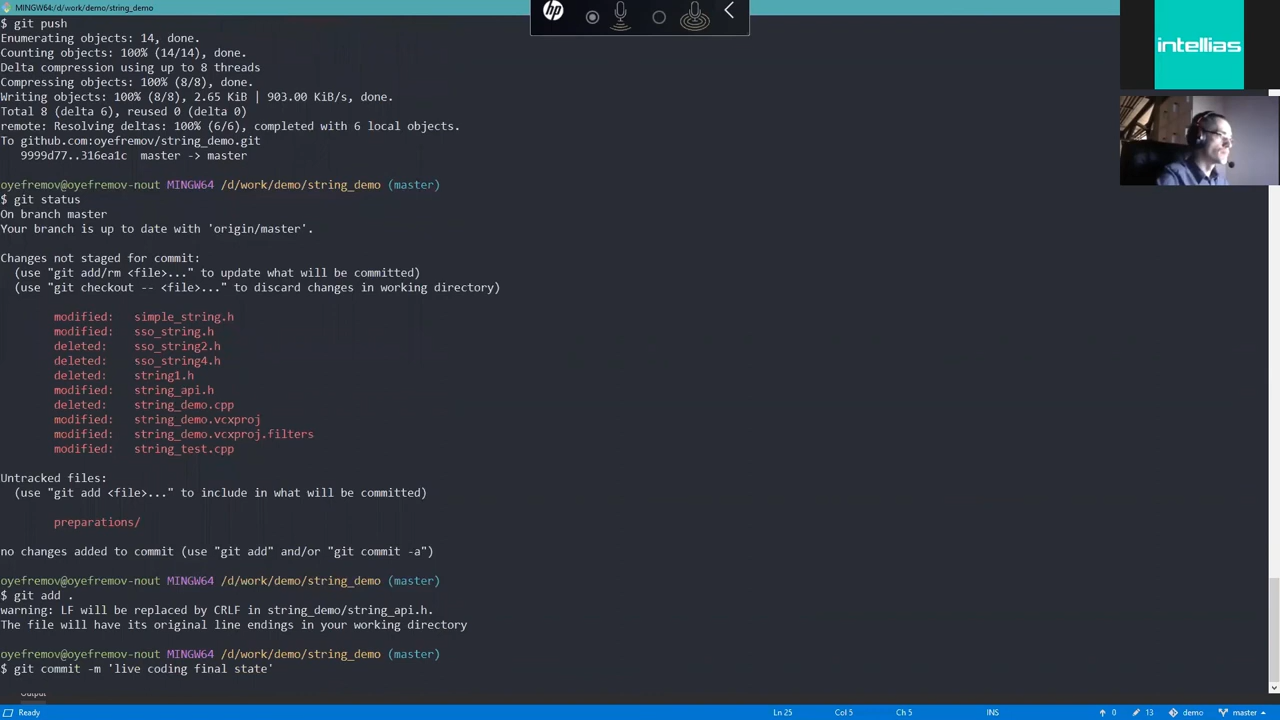 MINGW64:/d/work/demo/string_demo
$ git push
Enumerating objects: 14, done.
Counting objects: 100% (14/14), done.
Delta compression using up to 8 threads
Compressing objects: 100% (8/8), done.
Writing objects: 100% (8/8), 2.65 KiB | 903.00 KiB/s, done.
Total 8 (delta 6), reused 0 (delta 0)
remote: Resolving deltas: 100% (6/6), completed with 6 local objects.
To github.com:oyefremov/string_demo.git
   9999d77..316ea1c  master -> master
oyefremov@oyefremov-nout MINGW64 /d/work/demo/string_demo (master)
$ git status
On branch master
Your branch is up to date with 'origin/master'.
Changes not staged for commit:
  (use "git add/rm <file>..." to update what will be committed)
  (use "git checkout -- <file>..." to discard changes in working directory)
        modified:   simple_string.h
        modified:   sso_string.h
        deleted:    sso_string2.h
        deleted:    sso_string4.h
        deleted:    string1.h
        modified:   string_api.h
        deleted:    string_demo.cpp
        modified:   string_demo.vcxproj
        modified:   string_demo.vcxproj.filters
        modified:   string_test.cpp
Untracked files:
  (use "git add <file>..." to include in what will be committed)
        preparations/
no changes added to commit (use "git add" and/or "git commit -a")
oyefremov@oyefremov-nout MINGW64 /d/work/demo/string_demo (master)
$ git add .
warning: LF will be replaced by CRLF in string_demo/string_api.h.
The file will have its original line endings in your working directory
oyefremov@oyefremov-nout MINGW64 /d/work/demo/string_demo (master)
$ git commit -m 'live coding final state'
Output
Ready Ln 25 Col 5 Ch 5 INS 0 13 demo master
hp
intellias